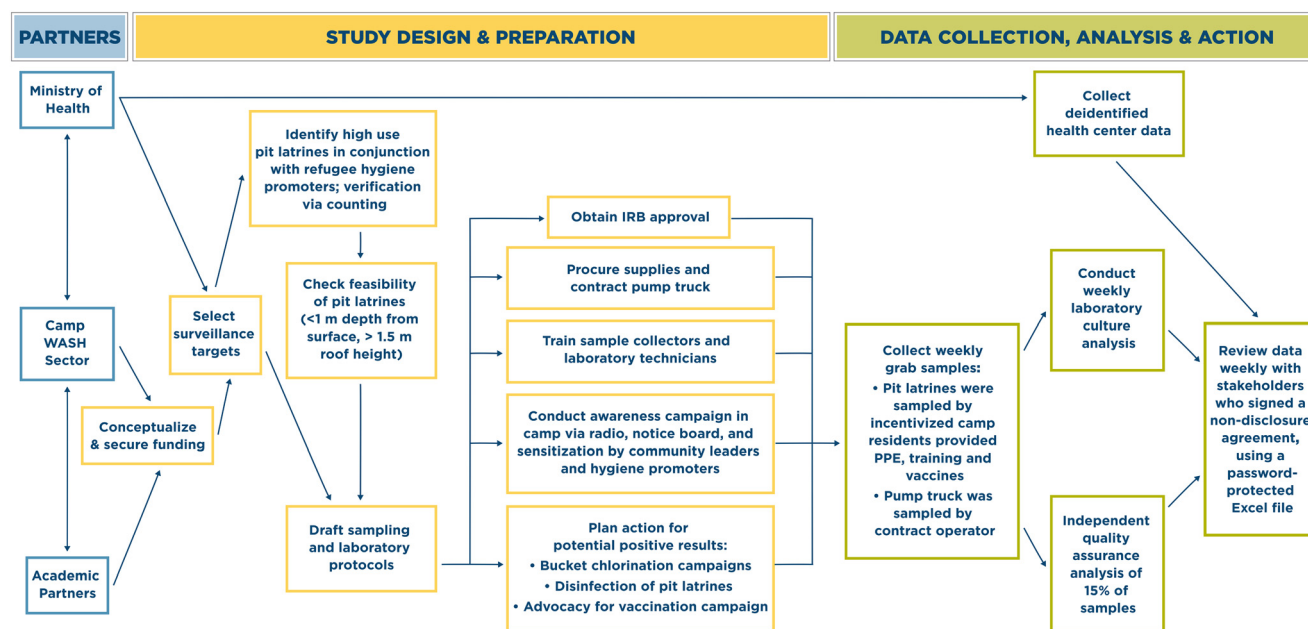 PARTNERS
STUDY DESIGN & PREPARATION
DATA COLLECTION, ANALYSIS & ACTION
Ministry of
Health
Camp
WASH
Sector
Academic
Partners
Conceptualize
& secure funding
Select
surveillance
targets
Identify high use
pit latrines in conjunction
with refugee hygiene
promoters; verification
via counting
Check feasibility
of pit latrines
(<1 m depth from
surface, > 1.5 m
roof height)
Draft sampling
and laboratory
protocols
Obtain IRB approval
Procure supplies and
contract pump truck
Train sample collectors and
laboratory technicians
Conduct awareness campaign in
camp via radio, notice board, and
sensitization by community leaders
and hygiene promoters
Plan action for
potential positive results:
• Bucket chlorination campaigns
• Disinfection of pit latrines
• Advocacy for vaccination campaign
Collect weekly
grab samples:
• Pit latrines were
sampled by
incentivized camp
residents provided
PPE, training and
vaccines
• Pump truck was
sampled by
contract operator
Collect
deidentified
health center data
Conduct
weekly
laboratory
culture
analysis
Independent
quality
assurance
analysis of
15% of
samples
Review data
weekly with
stakeholders
who signed a
non-disclosure
agreement,
using a
password-
protected
Excel file